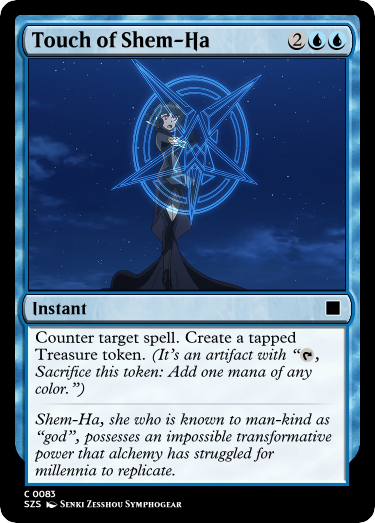 Touch of Shem-Ha 2
Instant
Counter target spell. Create a tapped
Treasure token. (It's an artifact with “,
Sacrifice this token: Add one mana of any
color.”)
Shem-Ha, she who is known to man-kind as
“god”, possesses an impossible transformative
power that alchemy has struggled for
millennia to replicate.
C 0083
SZS Senki Zesshou Symphogear